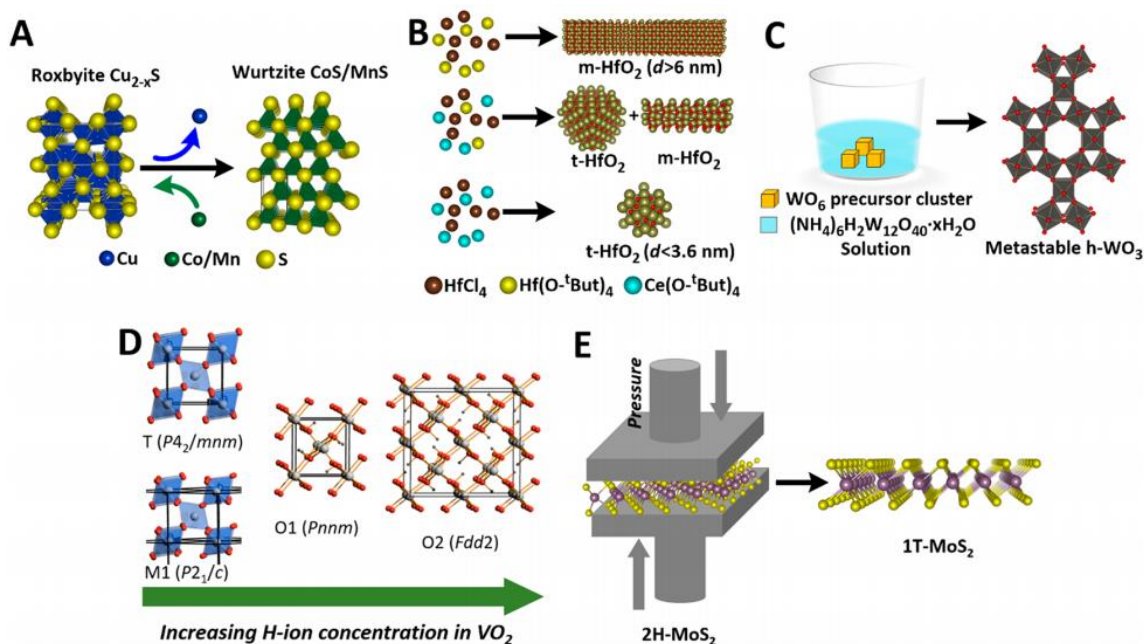 A
Roxbyite Cu₂₋ₓS
Wurtzite CoS/MnS
Cu
Co/Mn
S
B
m-HfO₂ (d>6 nm)
+
t-HfO₂
m-HfO₂
t-HfO₂ (d<3.6 nm)
HfCl₄
Hf(O-ᵗBut)₄
Ce(O-ᵗBut)₄
C
WO₆ precursor cluster
(NH₄)₆H₂W₁₂O₄₀·xH₂O
Solution
Metastable h-WO₃
D
T (P4₂/mnm)
M1 (P2₁/c)
O1 (Pnnm)
O2 (Fdd2)
Increasing H-ion concentration in VO₂
E
Pressure
2H-MoS₂
1T-MoS₂